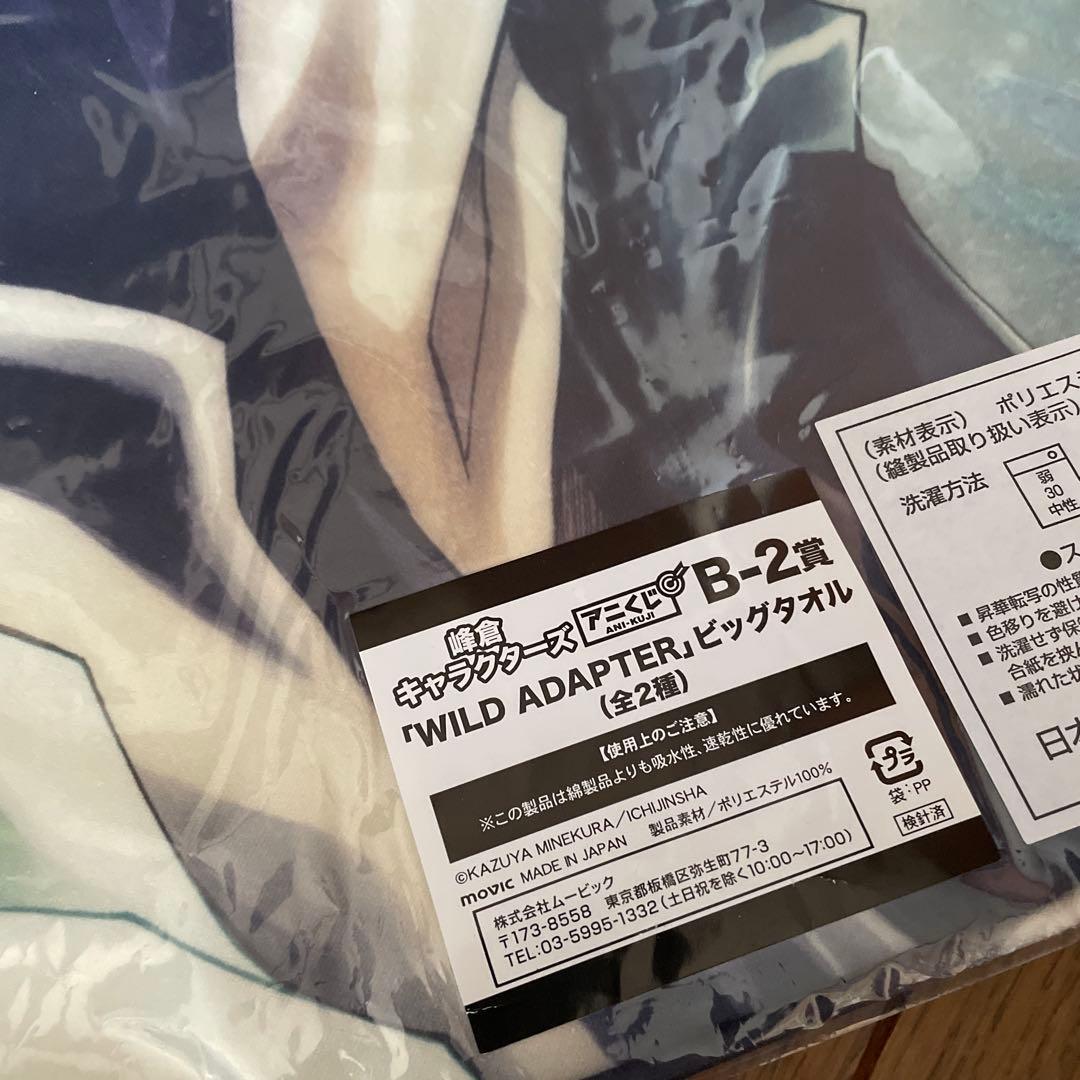 峰倉
キャラクターズ
アニくじ
ANI-KUJI
B-2賞
「WILD ADAPTER」ビッグタオル
(全2種)
【使用上のご注意】
※この製品は綿製品よりも吸水性、速乾性に優れています。
©KAZUYA MINEKURA/ICHIJINSHA
movic MADE IN JAPAN 製品素材/ポリエステル100%
株式会社ムービック
〒173-8558 東京都板橋区弥生町77-3
TEL:03-5995-1332(土日祝を除く10:00〜17:00)
プラ
袋:PP
検針済
(素材表示) ポリエス
(縫製品取り扱い表示)
洗濯方法
弱
30
中性
●ス
■昇華転写の性質
■色移りを避け
■洗濯せず保
合紙を挟
■濡れた状
日本